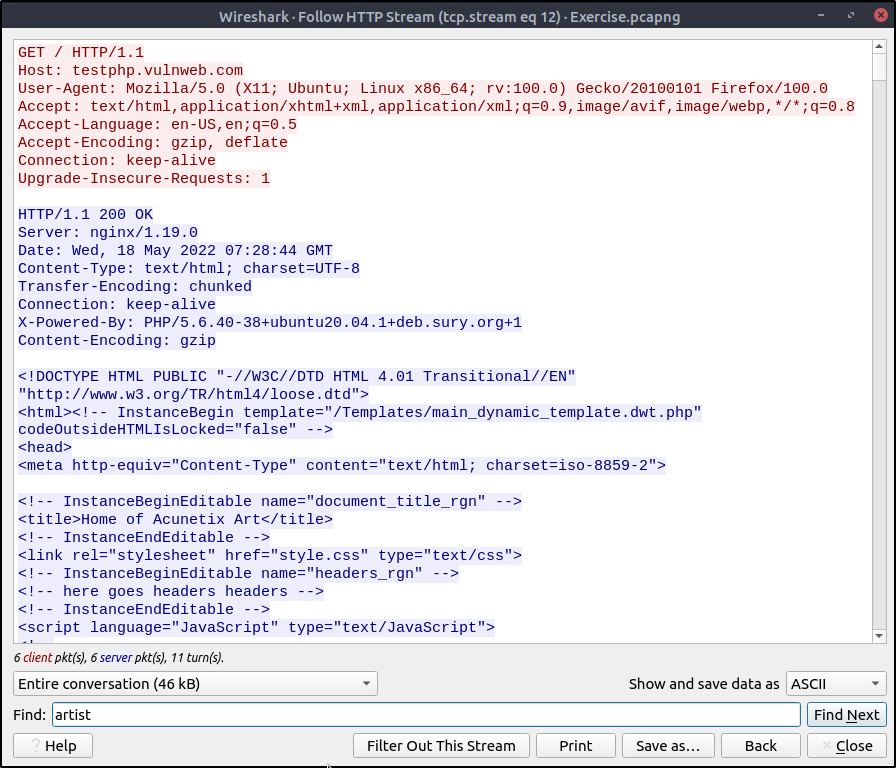 Wireshark · Follow HTTP Stream (tcp.stream eq 12) · Exercise.pcapng
GET / HTTP/1.1
Host: testphp.vulnweb.com
User-Agent: Mozilla/5.0 (X11; Ubuntu; Linux x86_64; rv:100.0) Gecko/20100101 Firefox/100.0
Accept: text/html,application/xhtml+xml,application/xml;q=0.9,image/avif,image/webp,*/*;q=0.8
Accept-Language: en-US,en;q=0.5
Accept-Encoding: gzip, deflate
Connection: keep-alive
Upgrade-Insecure-Requests: 1
HTTP/1.1 200 OK
Server: nginx/1.19.0
Date: Wed, 18 May 2022 07:28:44 GMT
Content-Type: text/html; charset=UTF-8
Transfer-Encoding: chunked
Connection: keep-alive
X-Powered-By: PHP/5.6.40-38+ubuntu20.04.1+deb.sury.org+1
Content-Encoding: gzip
<!DOCTYPE HTML PUBLIC "-//W3C//DTD HTML 4.01 Transitional//EN"
"http://www.w3.org/TR/html4/loose.dtd">
<html><!-- InstanceBegin template="/Templates/main_dynamic_template.dwt.php"
codeOutsideHTMLIsLocked="false" -->
<head>
<meta http-equiv="Content-Type" content="text/html; charset=iso-8859-2">
<!-- InstanceBeginEditable name="document_title_rgn" -->
<title>Home of Acunetix Art</title>
<!-- InstanceEndEditable -->
<link rel="stylesheet" href="style.css" type="text/css">
<!-- InstanceBeginEditable name="headers_rgn" -->
<!-- here goes headers headers -->
<!-- InstanceEndEditable -->
<script language="JavaScript" type="text/JavaScript">
6 client pkt(s), 6 server pkt(s), 11 turn(s).
Entire conversation (46 kB) Show and save data as ASCII
Find: artist Find Next
? Help Filter Out This Stream Print Save as… Back × Close